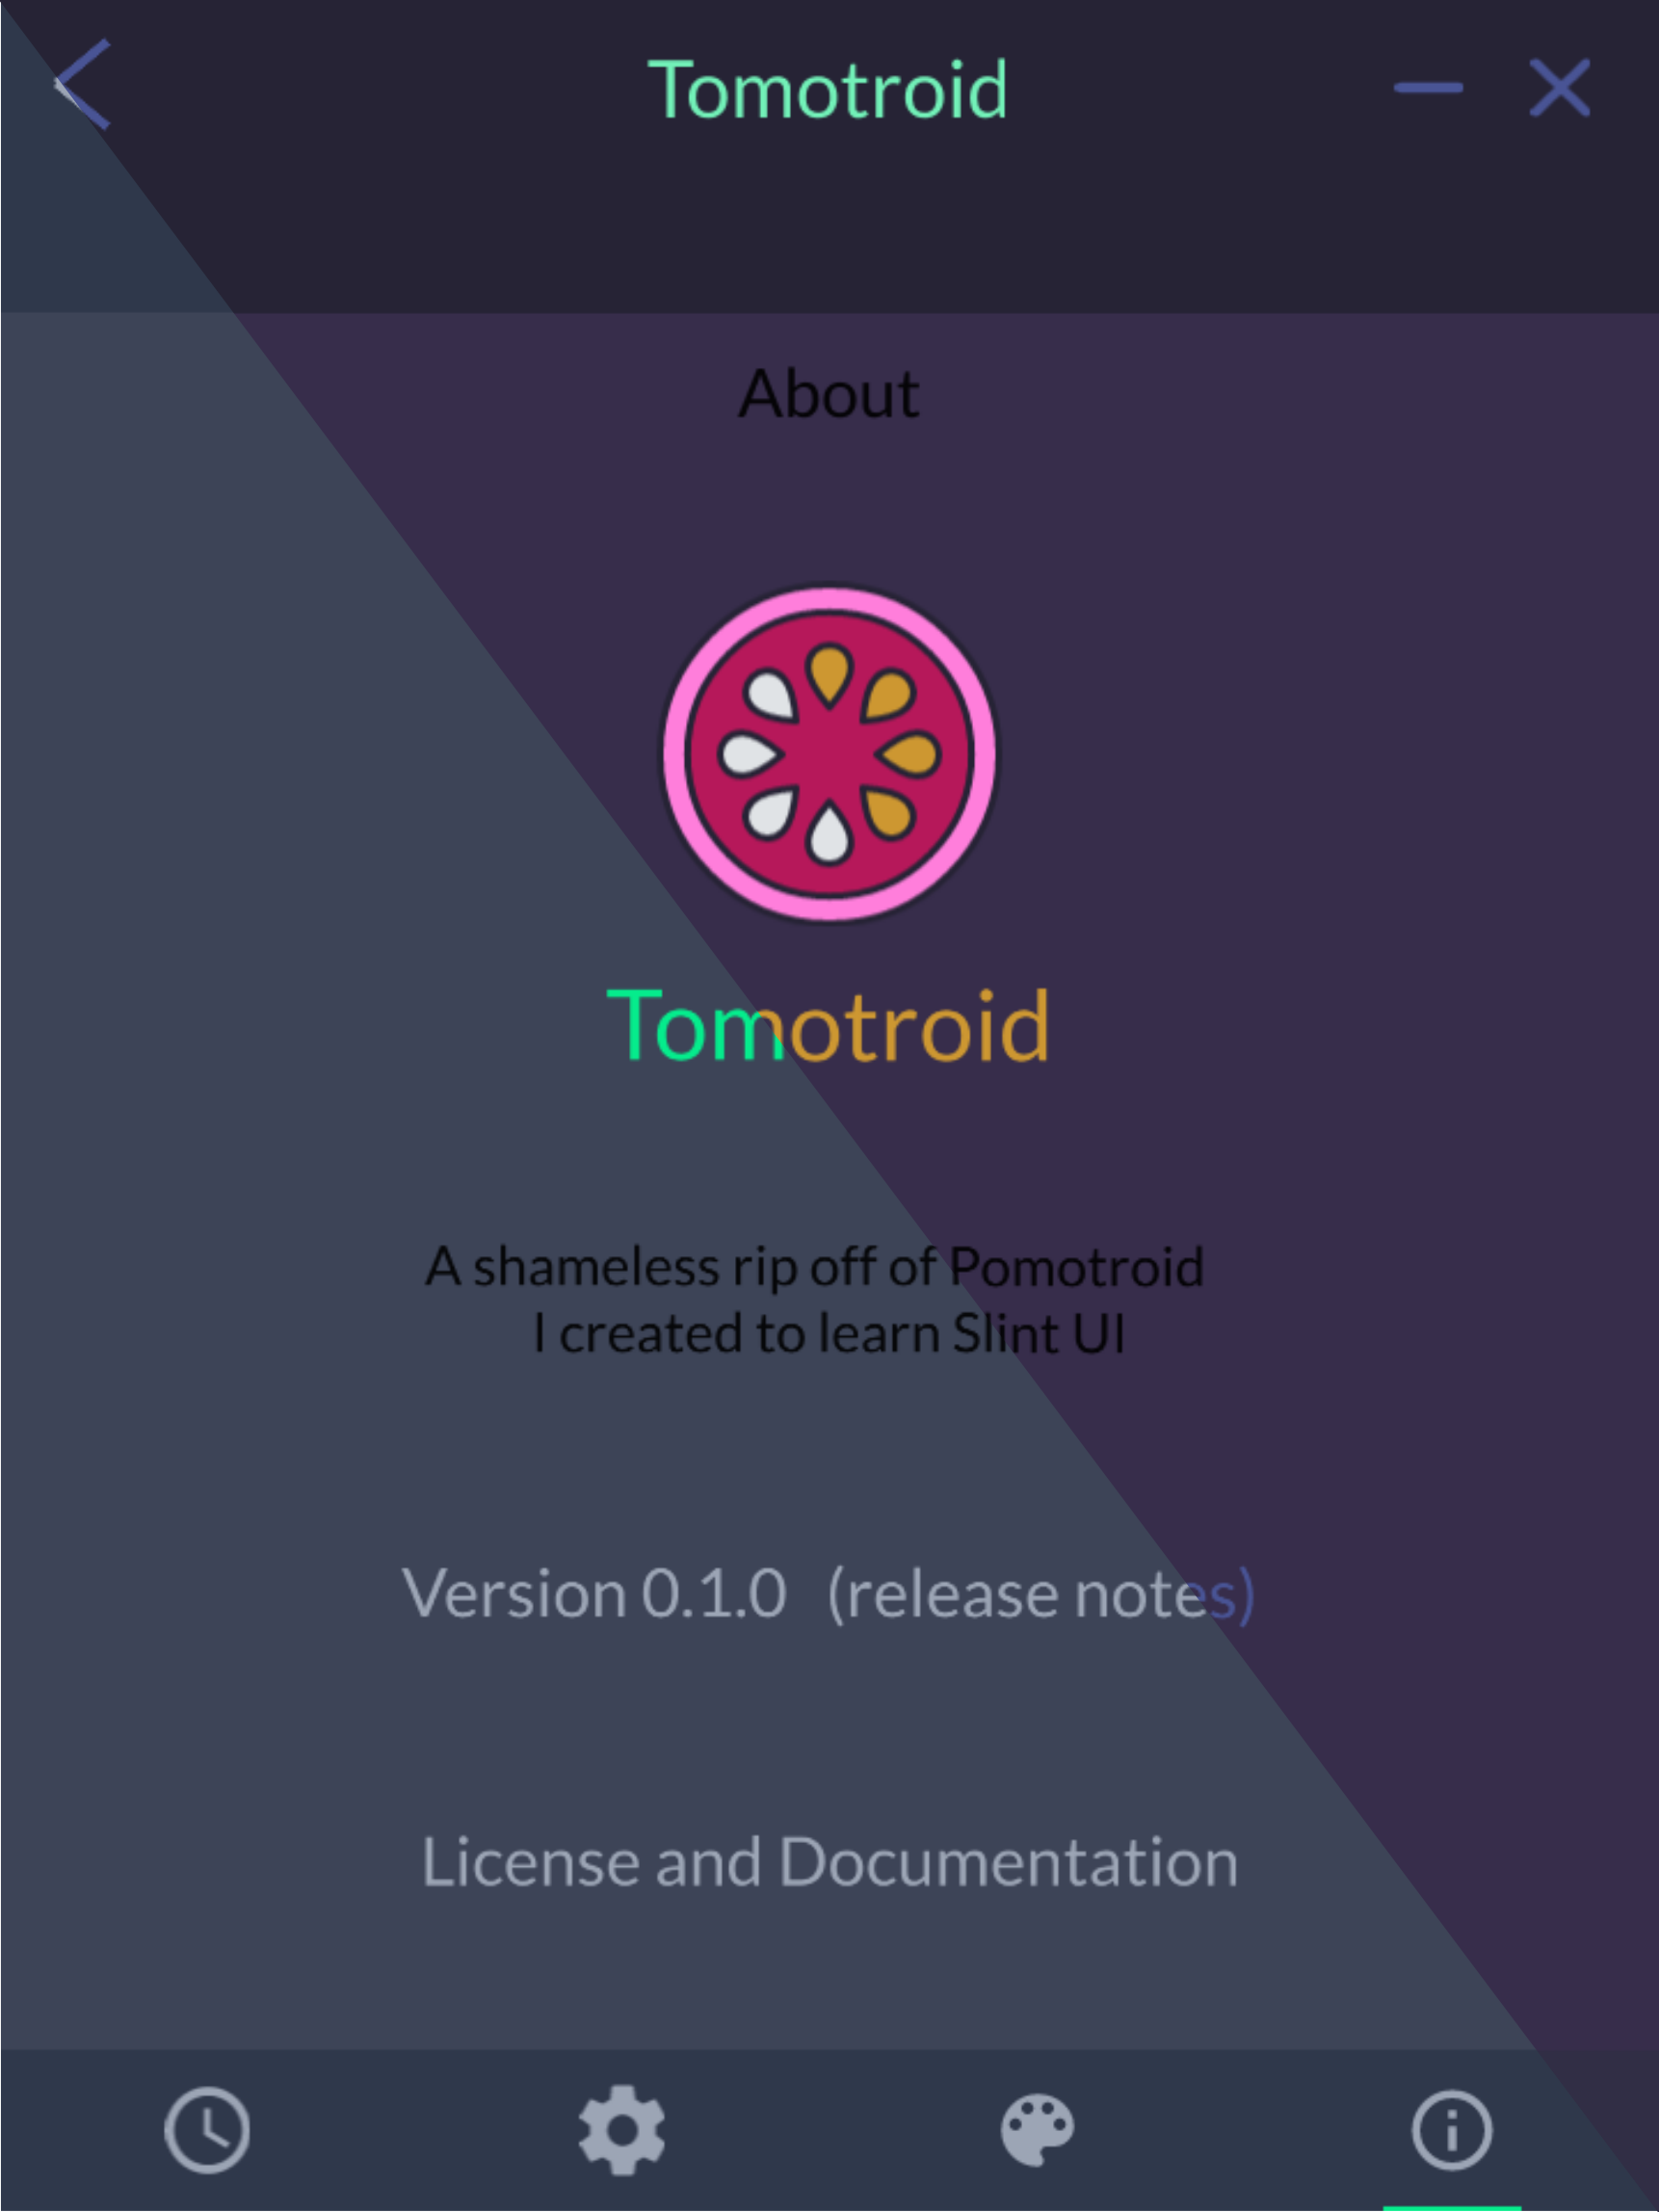 Tomotroid
About
Tomotroid
A shameless rip off of Pomotroid
I created to learn Slint UI
Version 0.1.0 (release notes)
License and Documentation